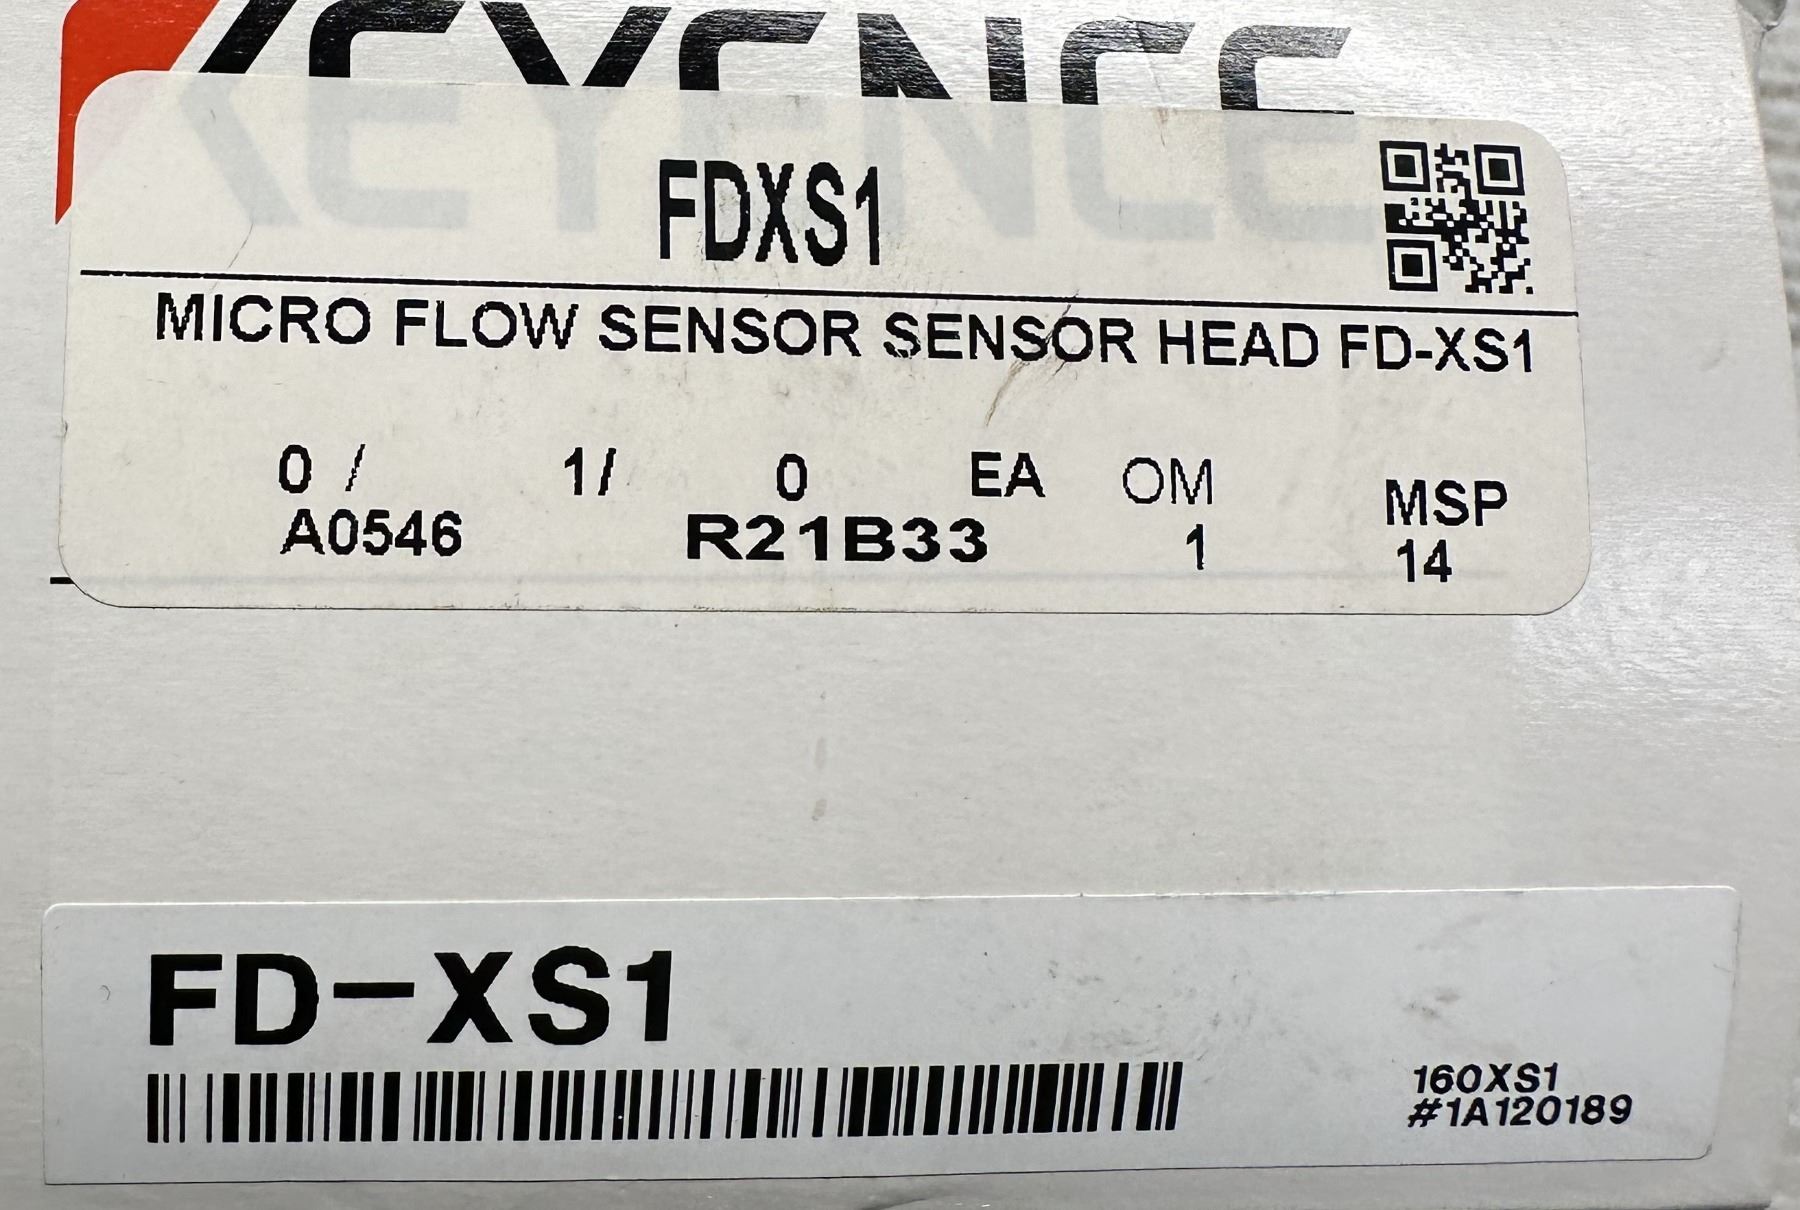 KEYENCE
FDXS1
MICRO FLOW SENSOR SENSOR HEAD FD-XS1
0 / 1/ 0 EA OM MSP
A0546 R21B33 1 14
FD-XS1
160XS1
#1A120189